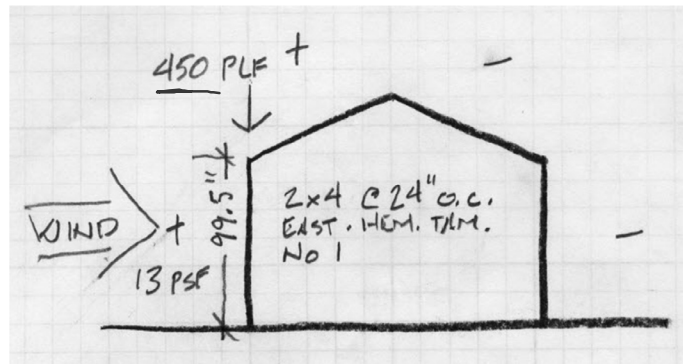 450 PLF +
-
99.5"
2x4 @ 24" o.c.
EAST. HEM. TAM.
NO 1
WIND +
13 PSF
-